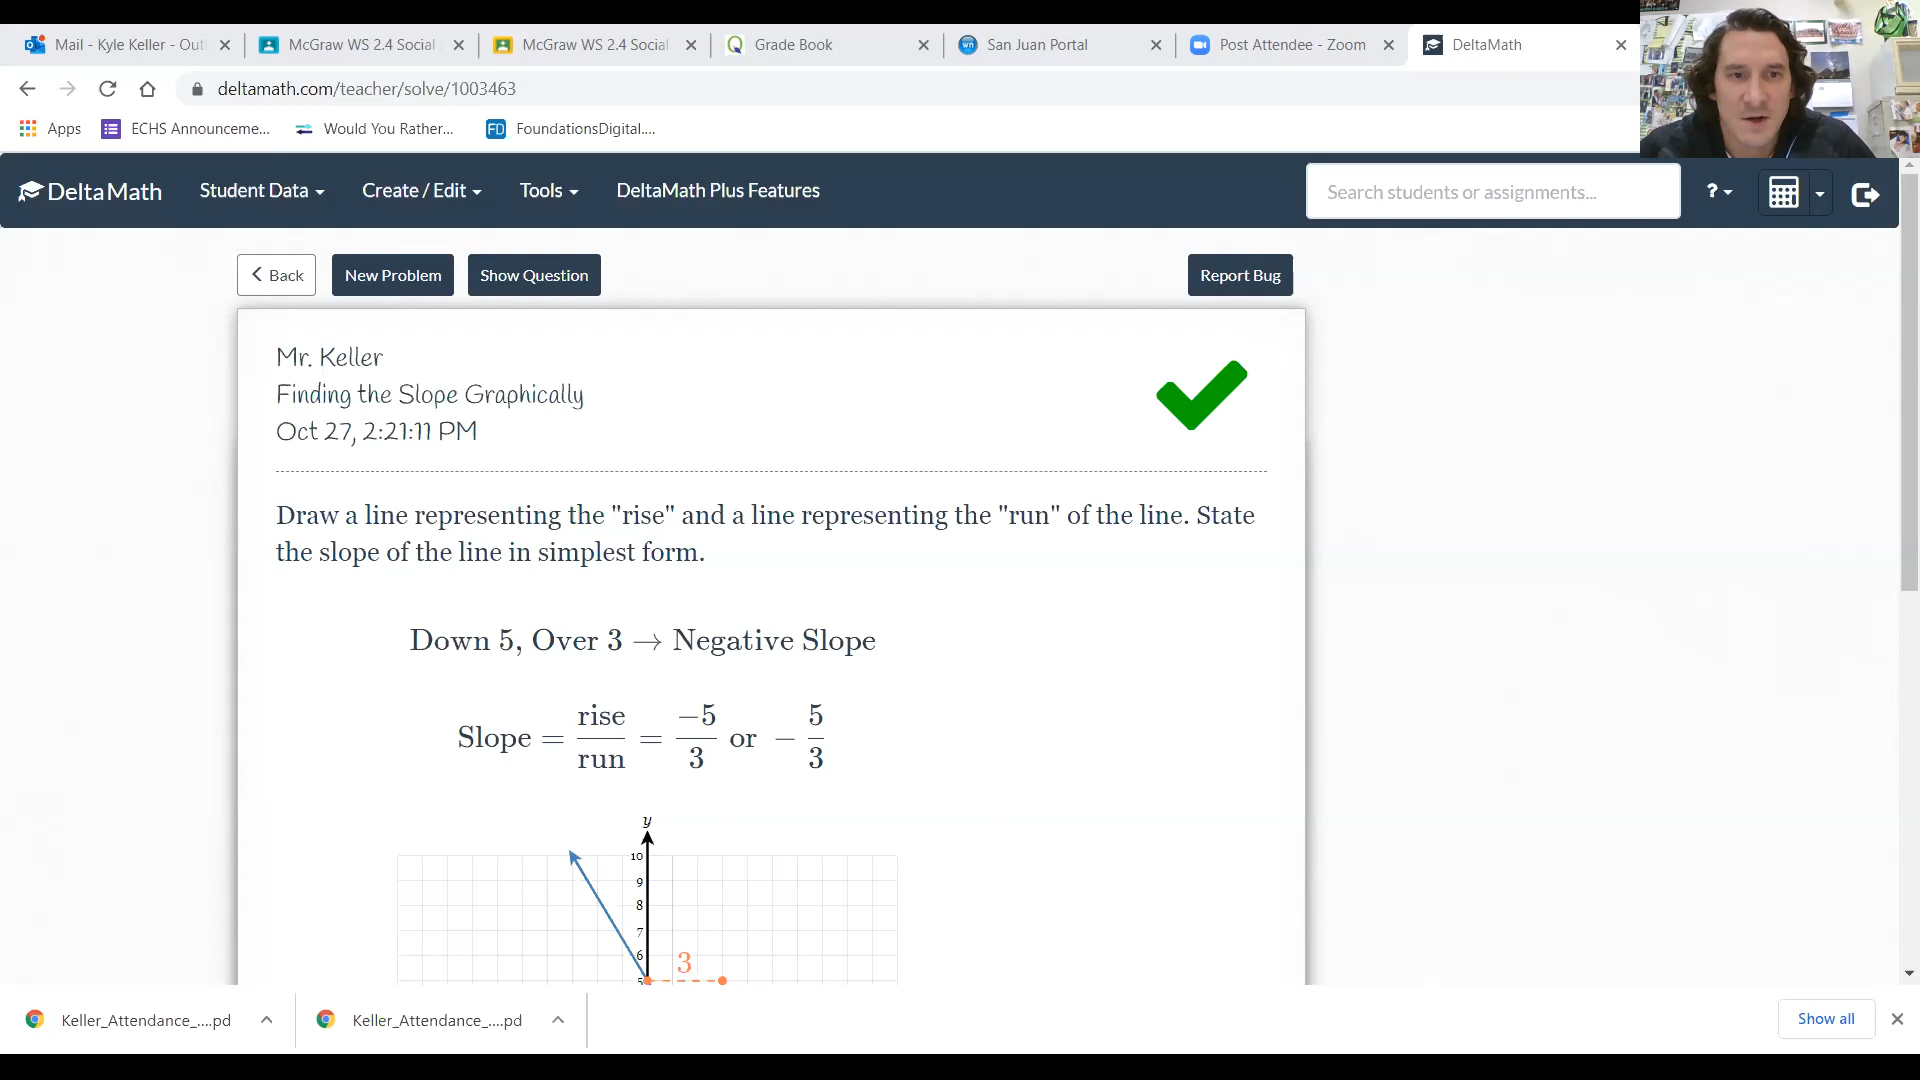 Mail - Kyle Keller - Outl
McGraw WS 2.4 Social
McGraw WS 2.4 Social
Grade Book
San Juan Portal
Post Attendee - Zoom
DeltaMath
deltamath.com/teacher/solve/1003463
Apps
ECHS Announceme...
Would You Rather...
FD
FoundationsDigital....
DeltaMath
Student Data
Create / Edit
Tools
DeltaMath Plus Features
Search students or assignments...
?
Back
New Problem
Show Question
Report Bug
Mr. Keller
Finding the Slope Graphically
Oct 27, 2:21:11 PM
Draw a line representing the "rise" and a line representing the "run" of the line. State
the slope of the line in simplest form.
Down 5, Over 3 → Negative Slope
Slope = rise/run = −5/3 or − 5/3
y
10
9
8
7
6
3
5
Keller_Attendance_....pd
Keller_Attendance_....pd
Show all